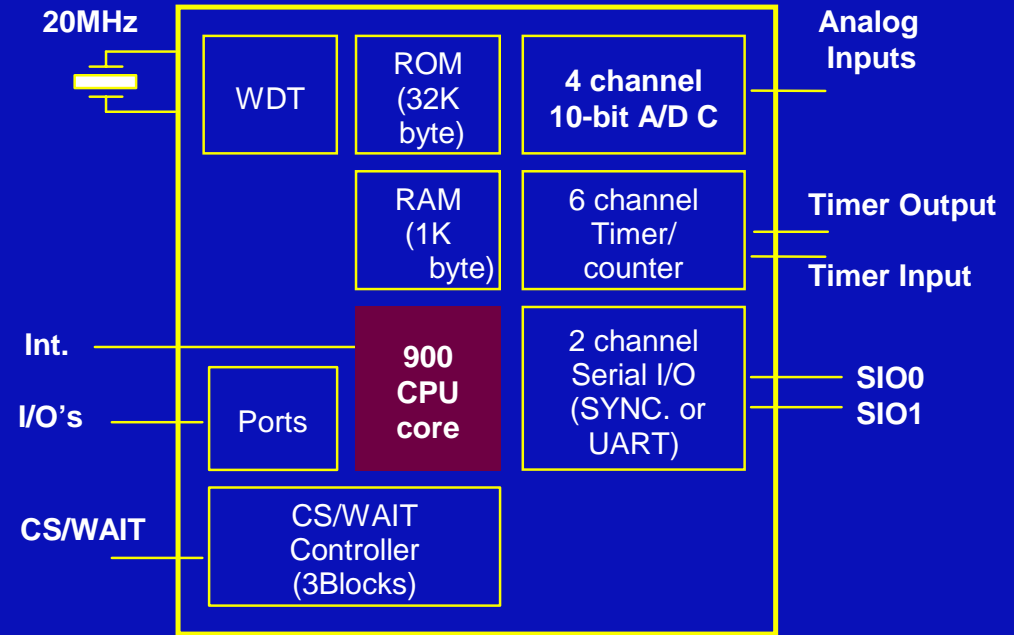 20MHz
WDT
ROM
(32K
byte)
4 channel
10-bit A/D C
Analog
Inputs
RAM
(1K
byte)
6 channel
Timer/
counter
Timer Output
Timer Input
Int.
900
CPU
core
2 channel
Serial I/O
(SYNC. or
UART)
SIO0
SIO1
I/O’s
Ports
CS/WAIT
CS/WAIT
Controller
(3Blocks)